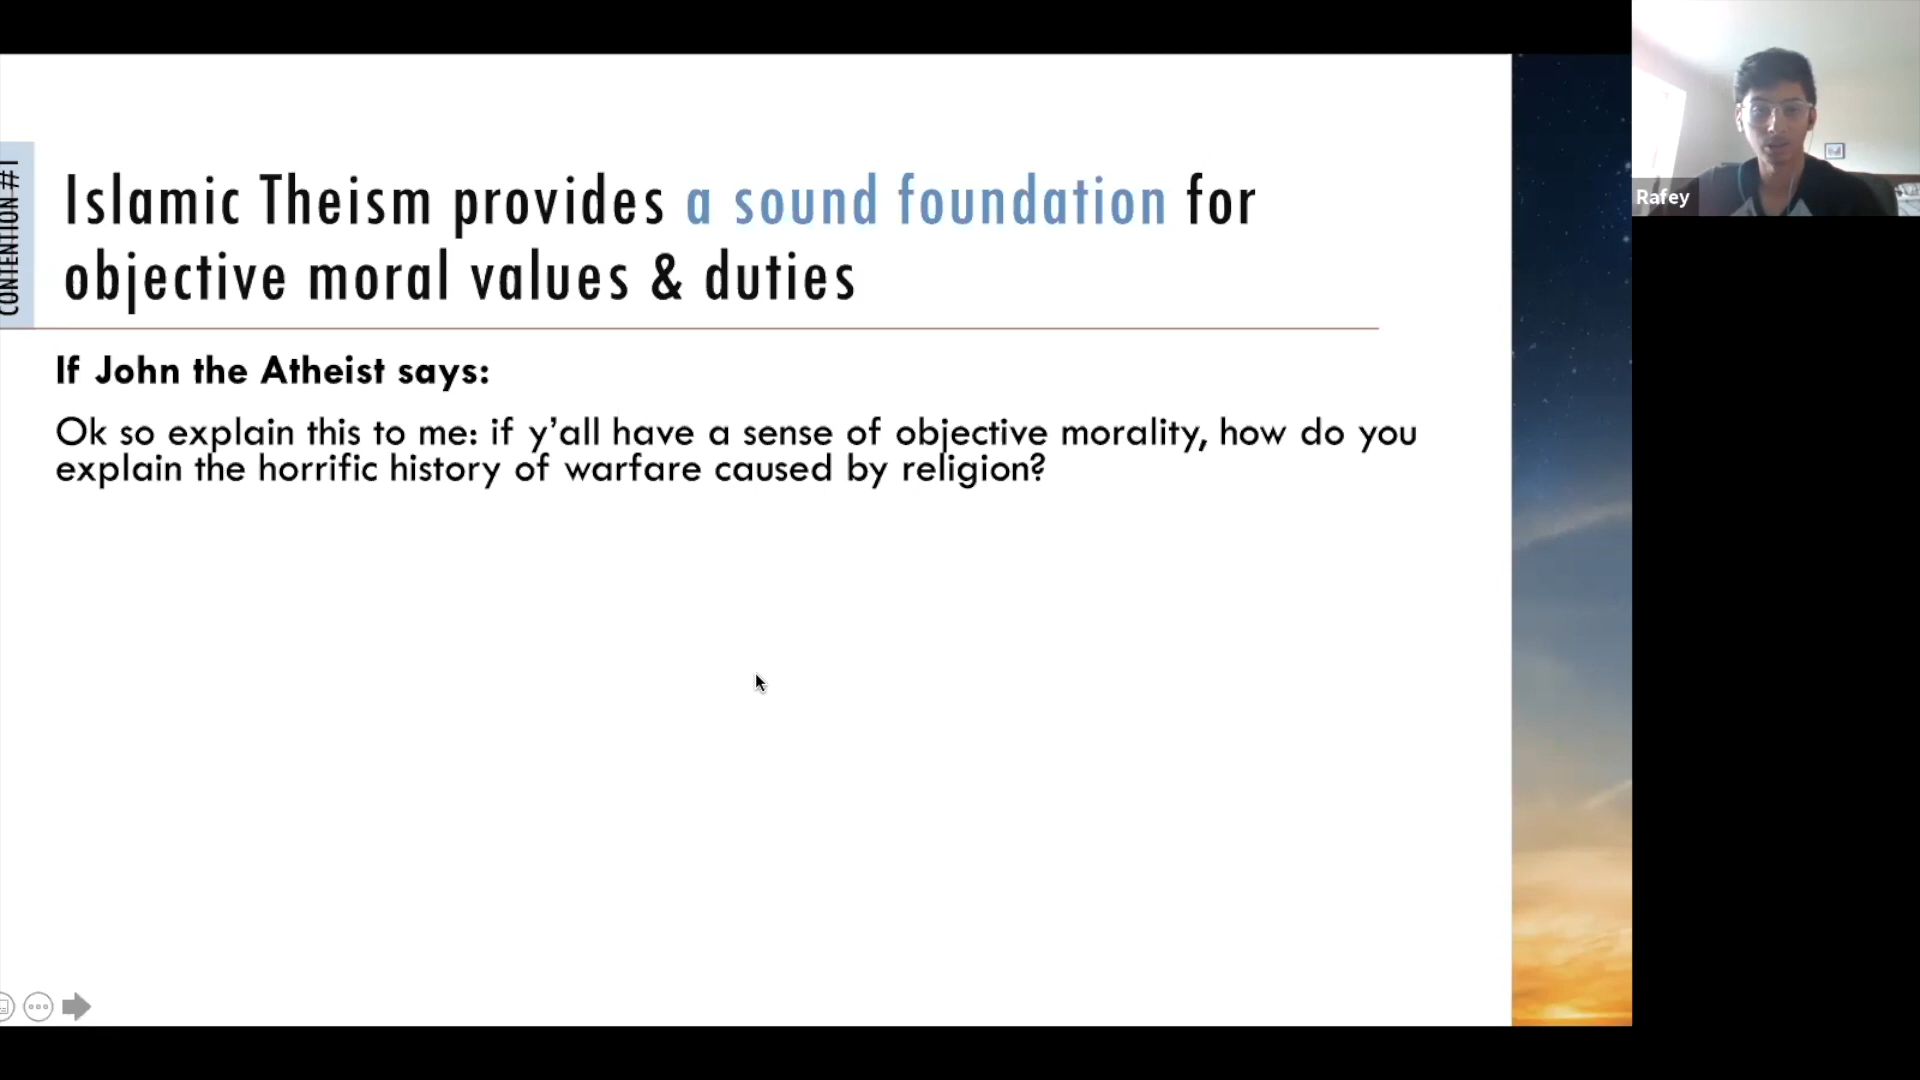 CONTENTION #1
Islamic Theism provides a sound foundation for
objective moral values & duties
If John the Atheist says:
Ok so explain this to me: if y’all have a sense of objective morality, how do you
explain the horrific history of warfare caused by religion?
Rafey